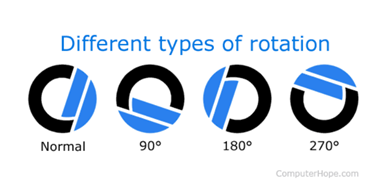 Different types of rotation
Normal 90° 180° 270°
ComputerHope.com